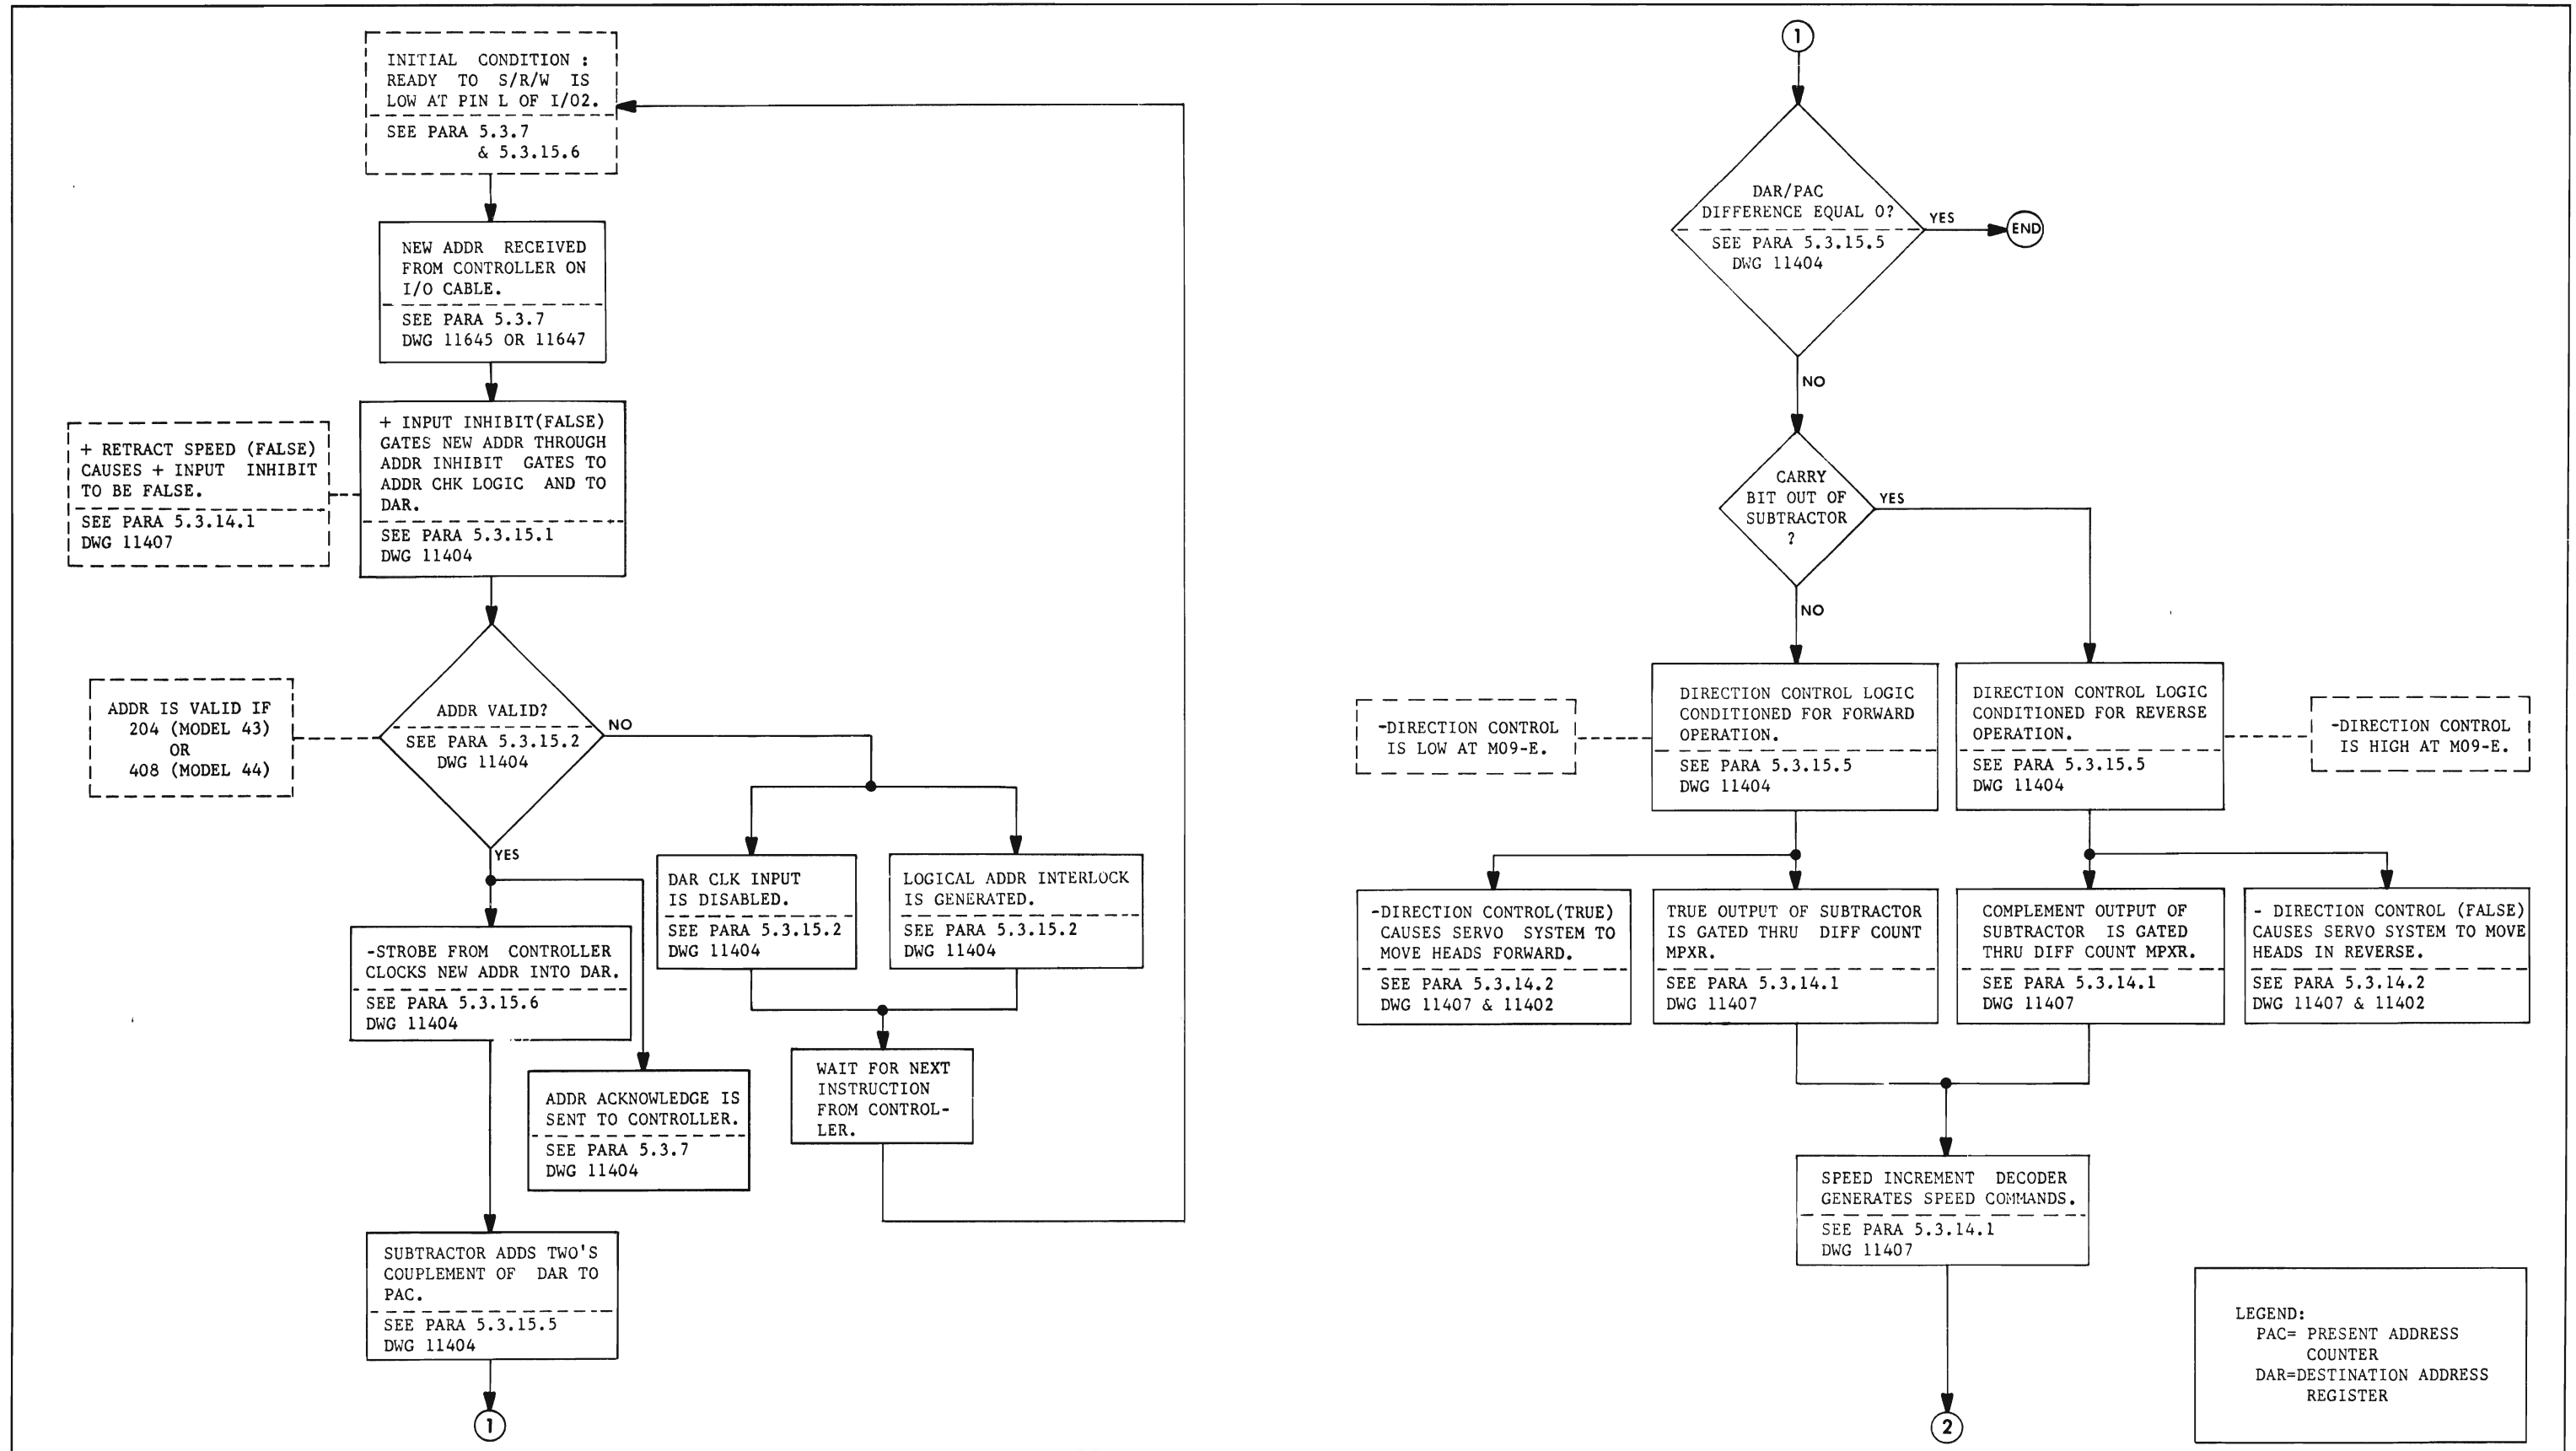 INITIAL CONDITION :
READY TO S/R/W IS
LOW AT PIN L OF I/O2.
SEE PARA 5.3.7
& 5.3.15.6
NEW ADDR RECEIVED
FROM CONTROLLER ON
I/O CABLE.
SEE PARA 5.3.7
DWG 11645 OR 11647
+ RETRACT SPEED (FALSE)
CAUSES + INPUT INHIBIT
TO BE FALSE.
SEE PARA 5.3.14.1
DWG 11407
+ INPUT INHIBIT(FALSE)
GATES NEW ADDR THROUGH
ADDR INHIBIT GATES TO
ADDR CHK LOGIC AND TO
DAR.
SEE PARA 5.3.15.1
DWG 11404
ADDR IS VALID IF
204 (MODEL 43)
OR
408 (MODEL 44)
ADDR VALID?
SEE PARA 5.3.15.2
DWG 11404
NO
YES
DAR CLK INPUT
IS DISABLED.
SEE PARA 5.3.15.2
DWG 11404
LOGICAL ADDR INTERLOCK
IS GENERATED.
SEE PARA 5.3.15.2
DWG 11404
-STROBE FROM CONTROLLER
CLOCKS NEW ADDR INTO DAR.
SEE PARA 5.3.15.6
DWG 11404
ADDR ACKNOWLEDGE IS
SENT TO CONTROLLER.
SEE PARA 5.3.7
DWG 11404
WAIT FOR NEXT
INSTRUCTION
FROM CONTROL-
LER.
SUBTRACTOR ADDS TWO'S
COUPLEMENT OF DAR TO
PAC.
SEE PARA 5.3.15.5
DWG 11404
1
1
DAR/PAC
DIFFERENCE EQUAL 0?
SEE PARA 5.3.15.5
DWG 11404
YES
END
NO
CARRY
BIT OUT OF
SUBTRACTOR
?
YES
NO
-DIRECTION CONTROL
IS LOW AT M09-E.
DIRECTION CONTROL LOGIC
CONDITIONED FOR FORWARD
OPERATION.
SEE PARA 5.3.15.5
DWG 11404
DIRECTION CONTROL LOGIC
CONDITIONED FOR REVERSE
OPERATION.
SEE PARA 5.3.15.5
DWG 11404
-DIRECTION CONTROL
IS HIGH AT M09-E.
-DIRECTION CONTROL(TRUE)
CAUSES SERVO SYSTEM TO
MOVE HEADS FORWARD.
SEE PARA 5.3.14.2
DWG 11407 & 11402
TRUE OUTPUT OF SUBTRACTOR
IS GATED THRU DIFF COUNT
MPXR.
SEE PARA 5.3.14.1
DWG 11407
COMPLEMENT OUTPUT OF
SUBTRACTOR IS GATED
THRU DIFF COUNT MPXR.
SEE PARA 5.3.14.1
DWG 11407
- DIRECTION CONTROL (FALSE)
CAUSES SERVO SYSTEM TO MOVE
HEADS IN REVERSE.
SEE PARA 5.3.14.2
DWG 11407 & 11402
SPEED INCREMENT DECODER
GENERATES SPEED COMMANDS.
SEE PARA 5.3.14.1
DWG 11407
2
LEGEND:
PAC= PRESENT ADDRESS
COUNTER
DAR=DESTINATION ADDRESS
REGISTER